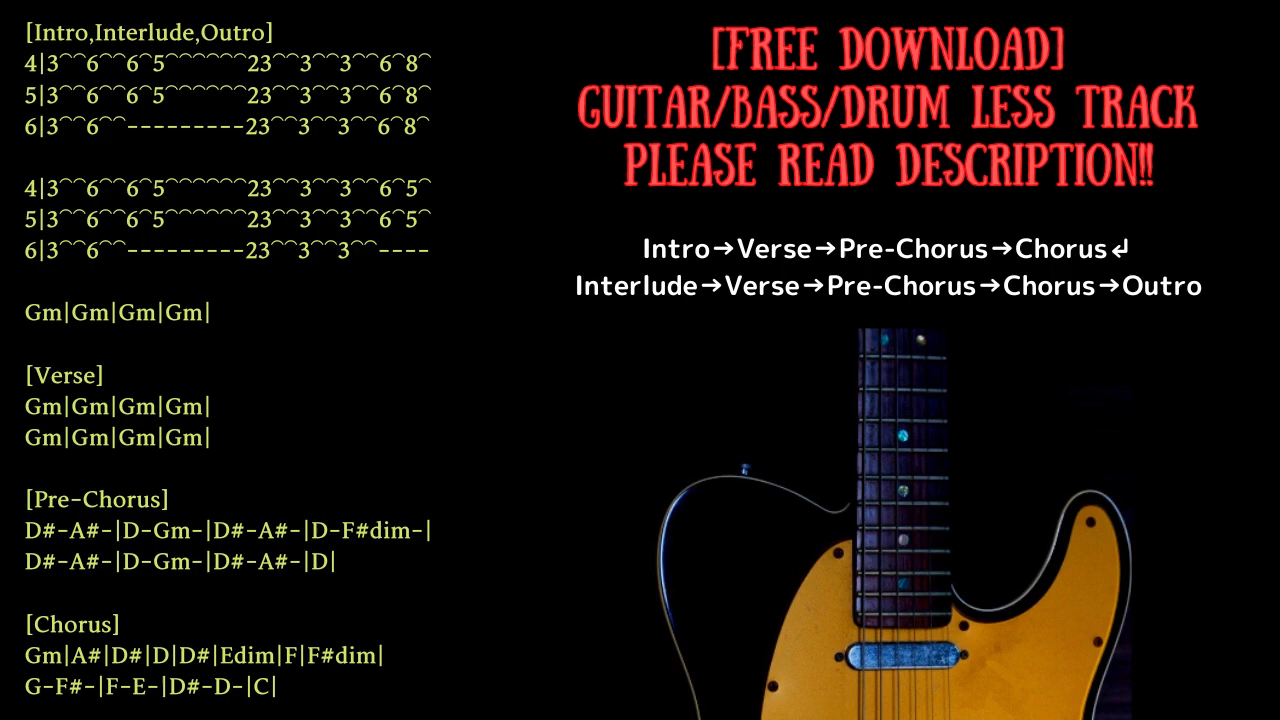 [Intro,Interlude,Outro]
4|3⌒⌒6⌒⌒6⌒5⌒⌒⌒⌒⌒⌒23⌒⌒3⌒⌒3⌒⌒6⌒8⌒
5|3⌒⌒6⌒⌒6⌒5⌒⌒⌒⌒⌒⌒23⌒⌒3⌒⌒3⌒⌒6⌒8⌒
6|3⌒⌒6⌒⌒---------23⌒⌒3⌒⌒3⌒⌒6⌒8⌒
4|3⌒⌒6⌒⌒6⌒5⌒⌒⌒⌒⌒⌒23⌒⌒3⌒⌒3⌒⌒6⌒5⌒
5|3⌒⌒6⌒⌒6⌒5⌒⌒⌒⌒⌒⌒23⌒⌒3⌒⌒3⌒⌒6⌒5⌒
6|3⌒⌒6⌒⌒---------23⌒⌒3⌒⌒3⌒⌒----
Gm|Gm|Gm|Gm|
[Verse]
Gm|Gm|Gm|Gm|
Gm|Gm|Gm|Gm|
[Pre-Chorus]
D#-A#-|D-Gm-|D#-A#-|D-F#dim-|
D#-A#-|D-Gm-|D#-A#-|D|
[Chorus]
Gm|A#|D#|D|D#|Edim|F|F#dim|
G-F#-|F-E-|D#-D-|C|
[FREE DOWNLOAD]
GUITAR/BASS/DRUM LESS TRACK
PLEASE READ DESCRIPTION!!
Intro→Verse→Pre-Chorus→Chorus↲
Interlude→Verse→Pre-Chorus→Chorus→Outro